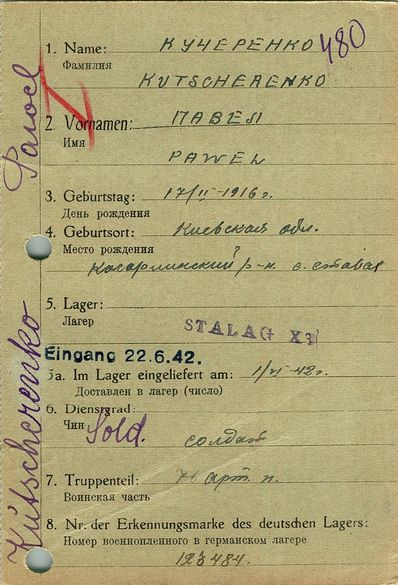 1. Name: КУЧЕРЕНКО 480
Фамилия
KUTSCHERENKO
2. Vornamen: ПАВЕЛ
Имя
PAWEL
3. Geburtstag: 17/II-1916 г.
День рождения
4. Geburtsort: Киевская обл.
Место рождения ?
р-н. с. Ставая
5. Lager:
Лагерь
STALAG
Eingang 22.6.42.
5a. Im Lager eingeliefert am: 1/VI-42г.
Доставлен в лагерь (число)
6. Dienstgrad:
Чин Sold.
солдат
7. Truppenteil: арт. п.
Воинская часть
8. Nr. der Erkennungsmarke des deutschen Lagers:
Номер военнопленного в германском лагере
123484.
Kutscherenko